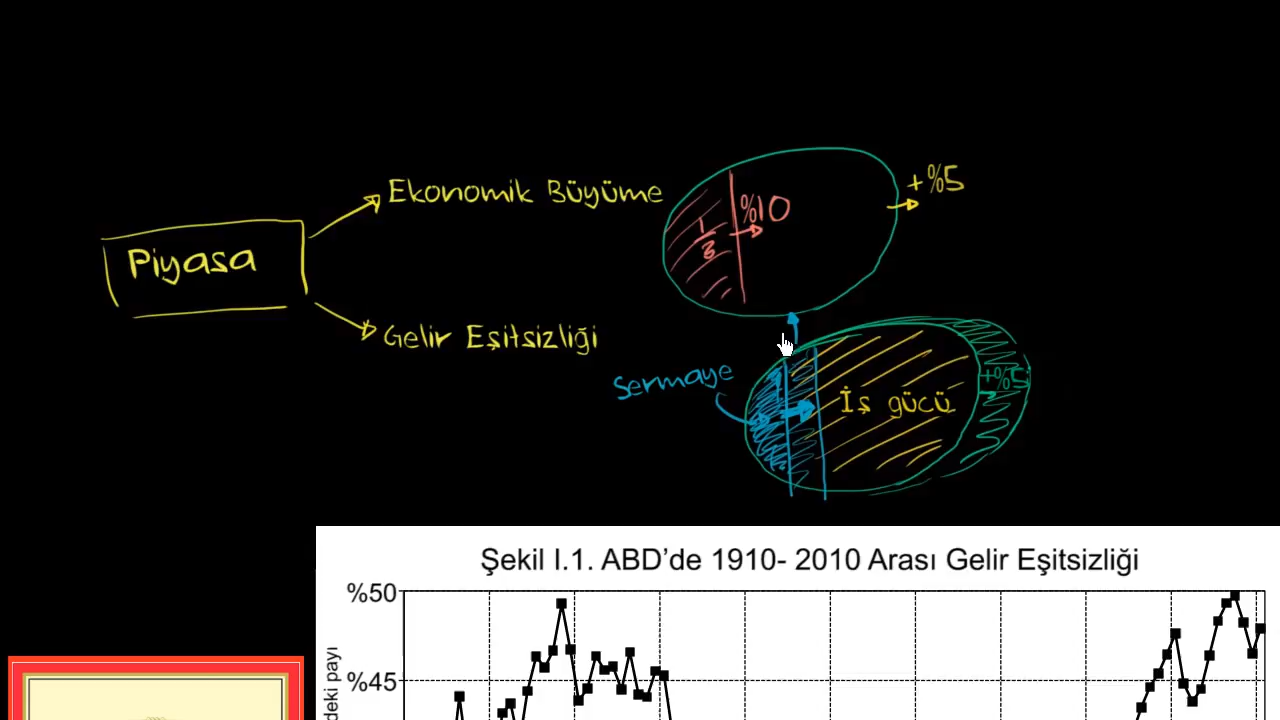 Ekonomik Büyüme
+%5
%10
1
3
Piyasa
Gelir Eşitsizliği
Sermaye
İş gücü
+%5
Şekil I.1. ABD’de 1910- 2010 Arası Gelir Eşitsizliği
%50
%45
deki payı